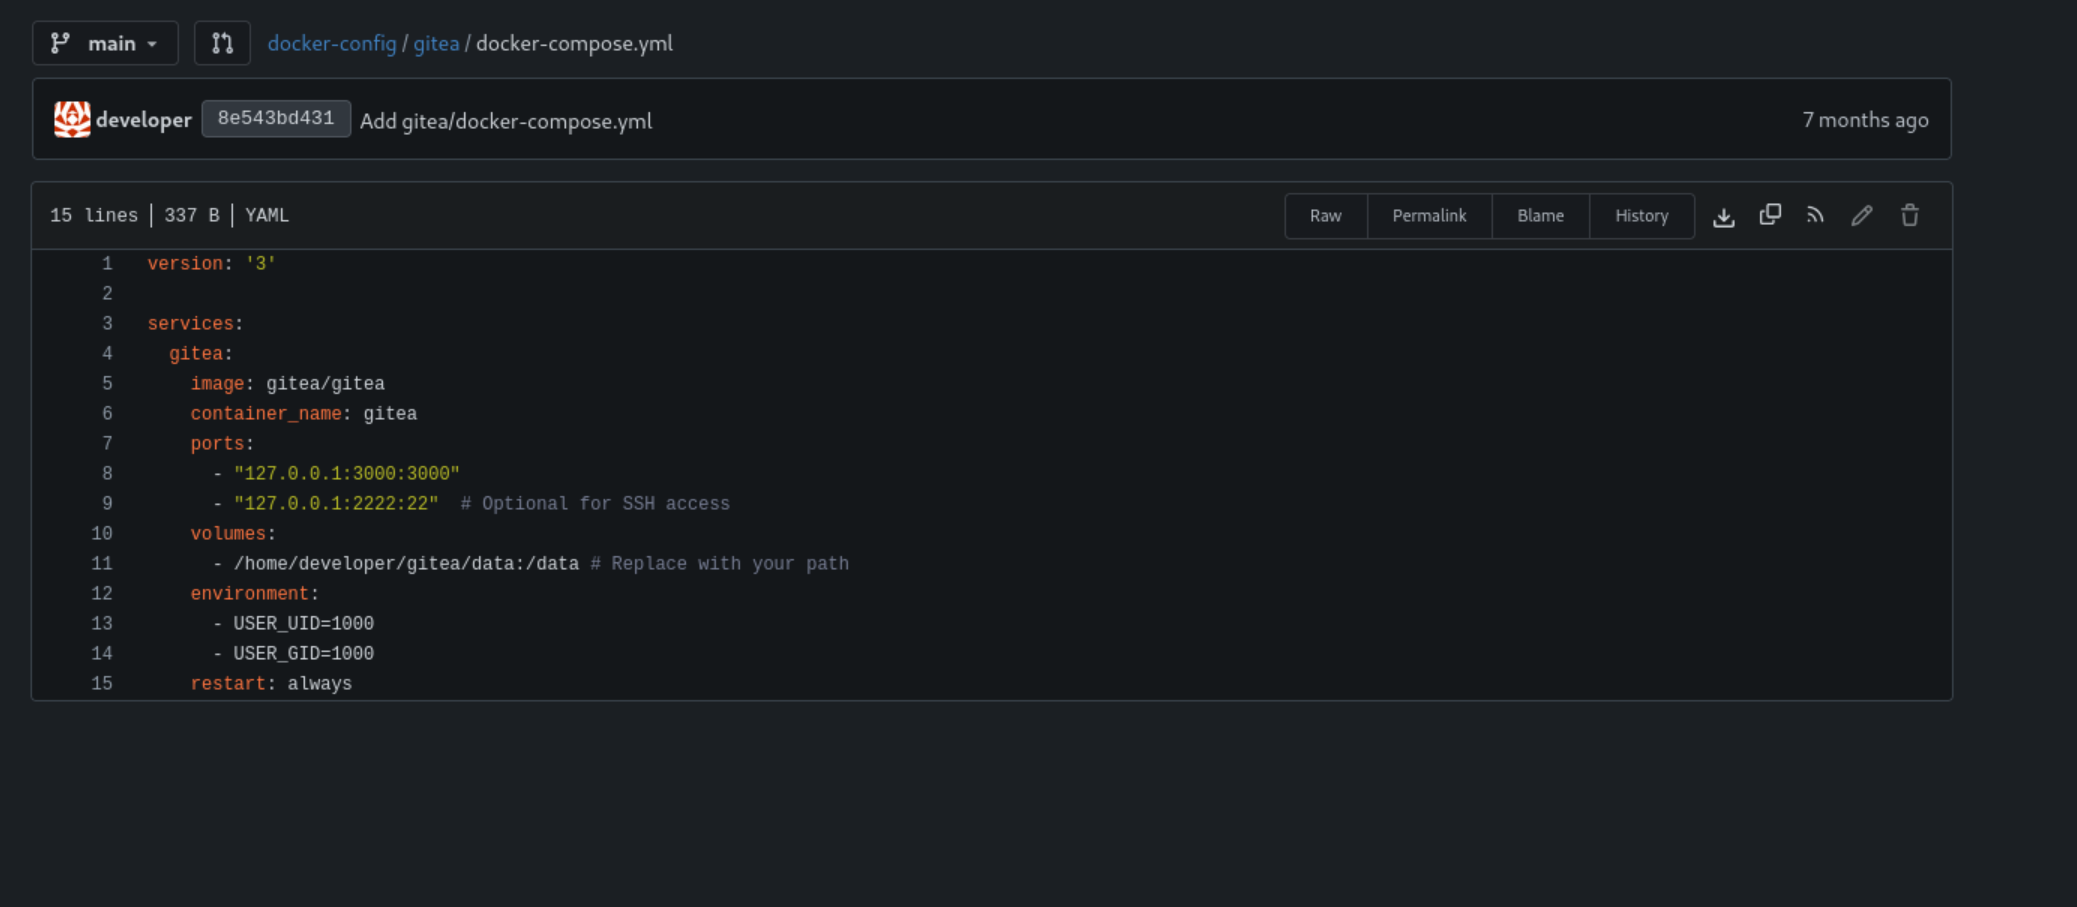 main
docker-config / gitea / docker-compose.yml
developer 8e543bd431 Add gitea/docker-compose.yml 7 months ago
15 lines | 337 B | YAML Raw Permalink Blame History
1 version: '3'
2
3 services:
4   gitea:
5     image: gitea/gitea
6     container_name: gitea
7     ports:
8       - "127.0.0.1:3000:3000"
9       - "127.0.0.1:2222:22"  # Optional for SSH access
10     volumes:
11       - /home/developer/gitea/data:/data # Replace with your path
12     environment:
13       - USER_UID=1000
14       - USER_GID=1000
15     restart: always